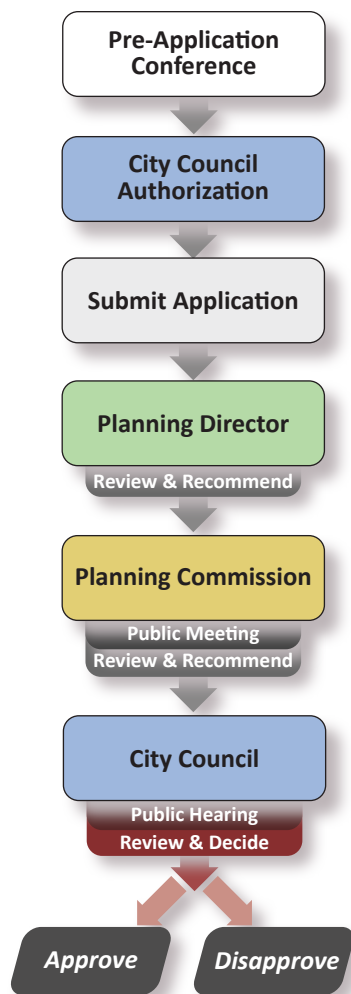 Pre-Application
Conference
City Council
Authorization
Submit Application
Planning Director
Review & Recommend
Planning Commission
Public Meeting
Review & Recommend
City Council
Public Hearing
Review & Decide
Approve
Disapprove